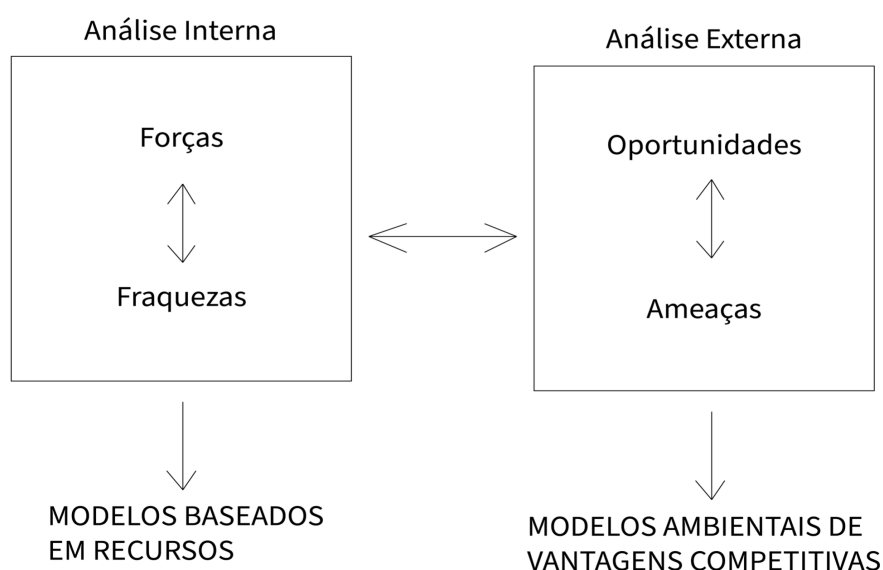 Análise Interna
Forças
Fraquezas
MODELOS BASEADOS
EM RECURSOS
Análise Externa
Oportunidades
Ameaças
MODELOS AMBIENTAIS DE
VANTAGENS COMPETITIVAS